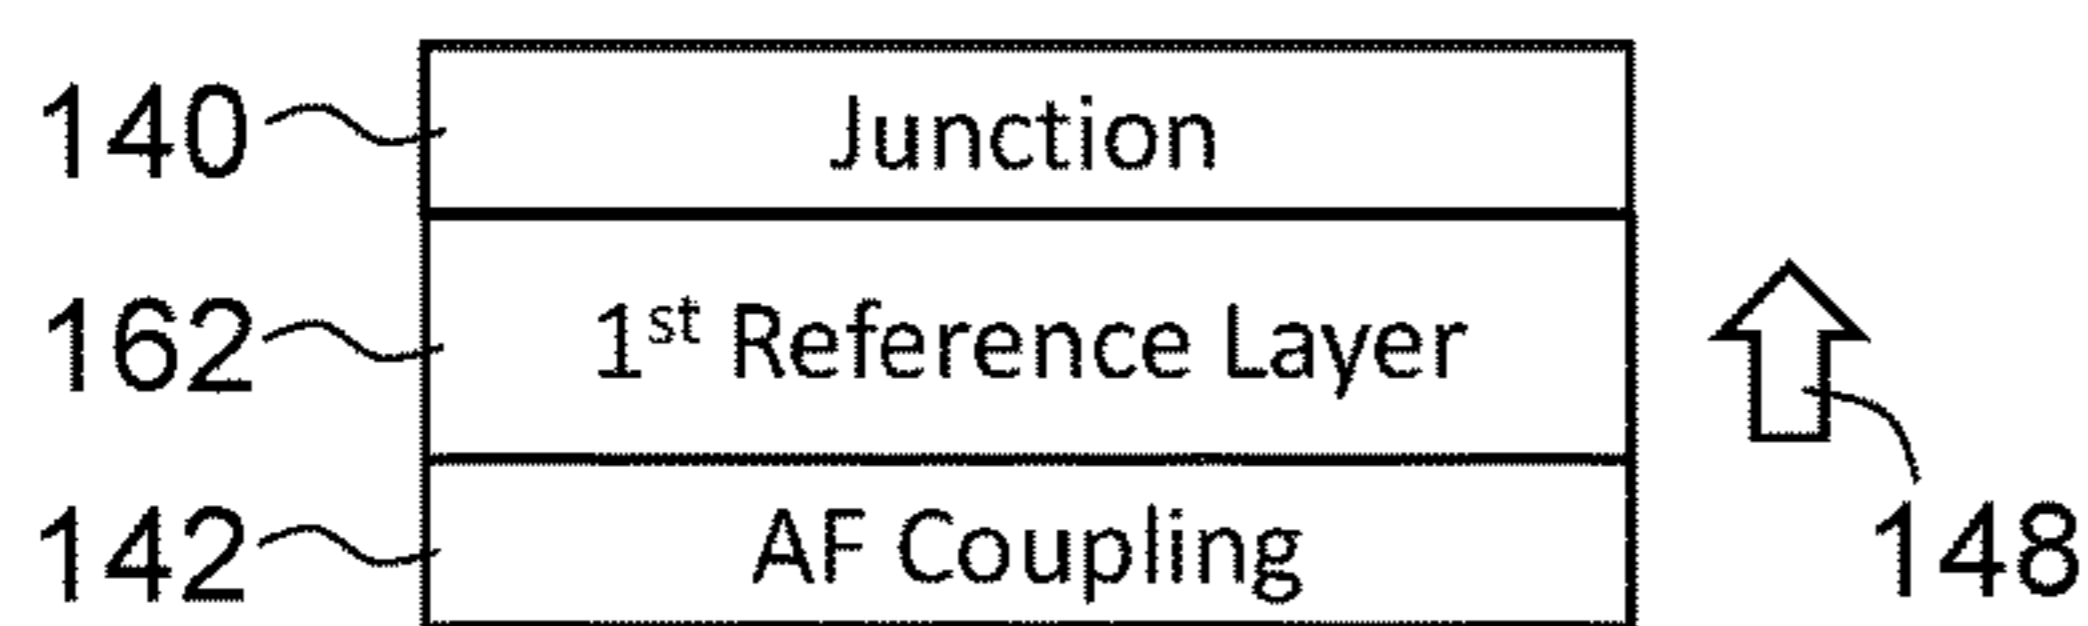 140 Junction
162 1st Reference Layer
142 AF Coupling 148